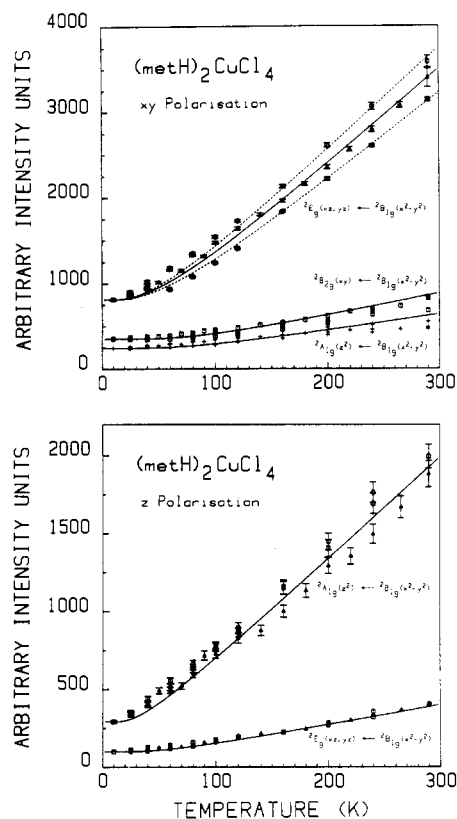 4000
3000
2000
1000
0
ARBITRARY INTENSITY UNITS
(metH)₂CuCl₄
xy Polarisation
²Eg(xz,yz) ← ²B₁g(x²-y²)
²B₂g(xy) ← ²B₁g(x²-y²)
²A₁g(z²) ← ²B₁g(x²-y²)
0 100 200 300
2000
1500
1000
500
0
ARBITRARY INTENSITY UNITS
(metH)₂CuCl₄
z Polarisation
²A₁g(z²) ← ²B₁g(x²-y²)
²Eg(xz,yz) ← ²B₁g(x²-y²)
0 100 200 300
TEMPERATURE (K)